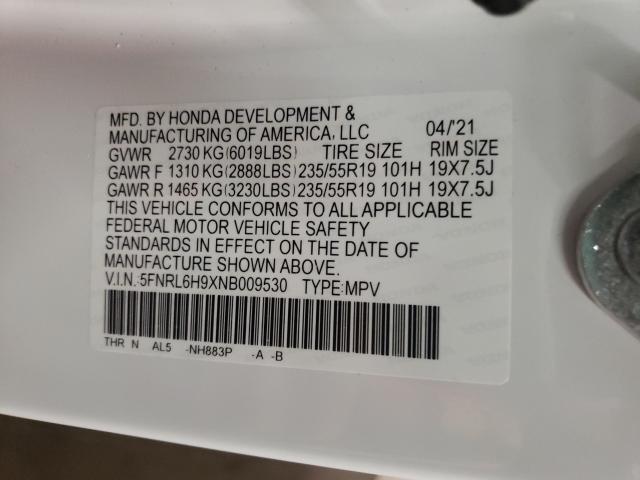 MFD. BY HONDA DEVELOPMENT &
MANUFACTURING OF AMERICA, LLC 04/'21
GVWR 2730 KG(6019LBS) TIRE SIZE RIM SIZE
GAWR F 1310 KG(2888LBS) 235/55R19 101H 19X7.5J
GAWR R 1465 KG(3230LBS) 235/55R19 101H 19X7.5J
THIS VEHICLE CONFORMS TO ALL APPLICABLE
FEDERAL MOTOR VEHICLE SAFETY
STANDARDS IN EFFECT ON THE DATE OF
MANUFACTURE SHOWN ABOVE.
V.I.N.:5FNRL6H9XNB009530 TYPE:MPV
THR N AL5 -NH883P -A -B